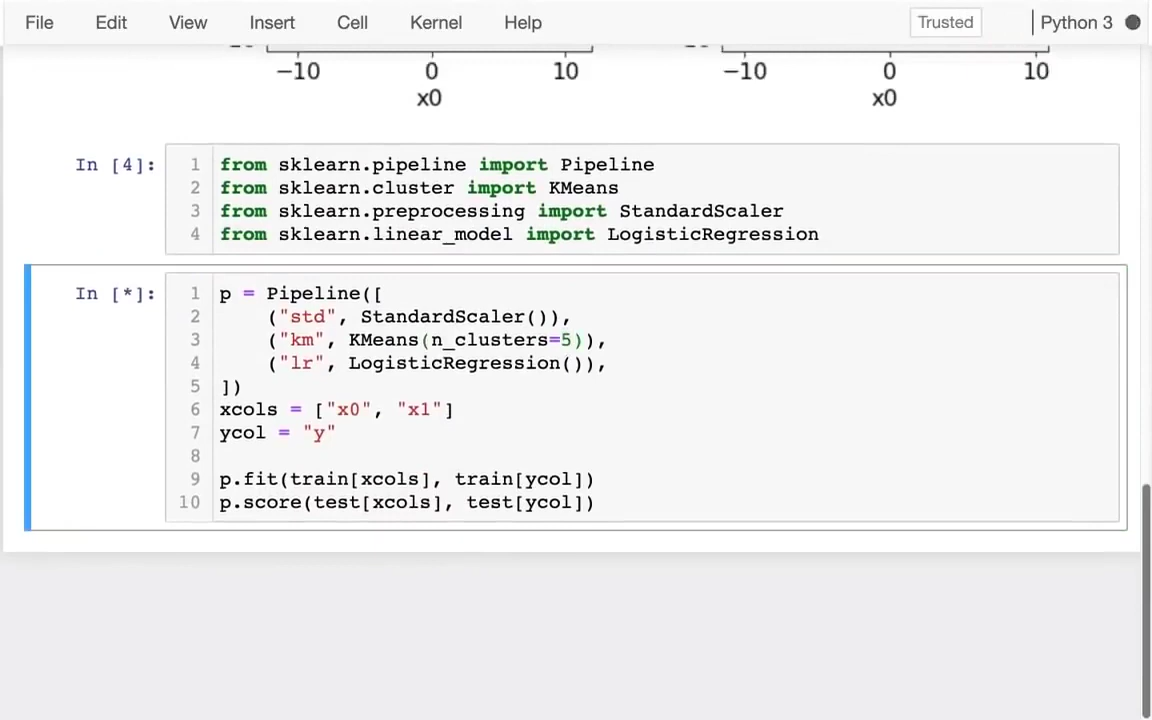 File Edit View Insert Cell Kernel Help Trusted Python 3
−10 0 10 −10 0 10
x0 x0
In [4]:
1 from sklearn.pipeline import Pipeline
2 from sklearn.cluster import KMeans
3 from sklearn.preprocessing import StandardScaler
4 from sklearn.linear_model import LogisticRegression
In [*]:
1 p = Pipeline([
2     ("std", StandardScaler()),
3     ("km", KMeans(n_clusters=5)),
4     ("lr", LogisticRegression()),
5 ])
6 xcols = ["x0", "x1"]
7 ycol = "y"
8
9 p.fit(train[xcols], train[ycol])
10 p.score(test[xcols], test[ycol])